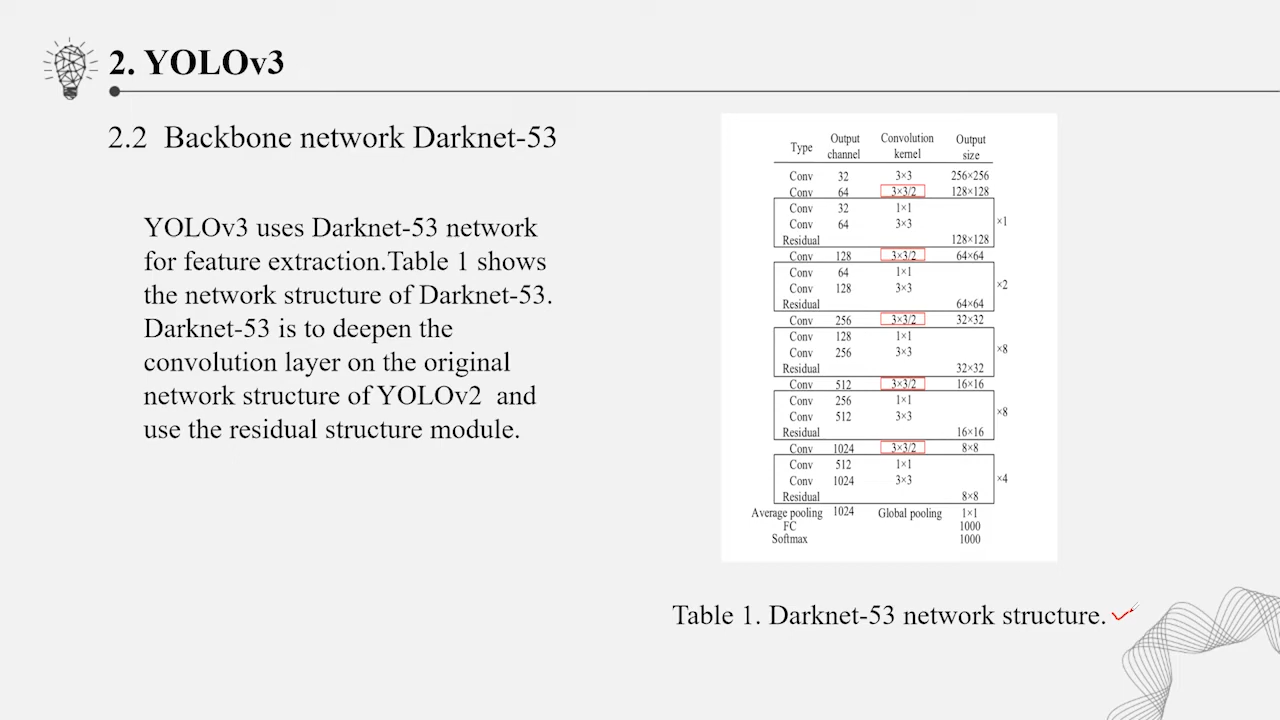 2. YOLOv3
2.2 Backbone network Darknet-53
YOLOv3 uses Darknet-53 network
for feature extraction.Table 1 shows
the network structure of Darknet-53.
Darknet-53 is to deepen the
convolution layer on the original
network structure of YOLOv2 and
use the residual structure module.
Type Output channel Convolution kernel Output size
Conv 32 3×3 256×256
Conv 64 3×3/2 128×128
Conv 32 1×1
Conv 64 3×3
Residual 128×128
×1
Conv 128 3×3/2 64×64
Conv 64 1×1
Conv 128 3×3
Residual 64×64
×2
Conv 256 3×3/2 32×32
Conv 128 1×1
Conv 256 3×3
Residual 32×32
×8
Conv 512 3×3/2 16×16
Conv 256 1×1
Conv 512 3×3
Residual 16×16
×8
Conv 1024 3×3/2 8×8
Conv 512 1×1
Conv 1024 3×3
Residual 8×8
×4
Average pooling 1024 Global pooling 1×1
FC 1000
Softmax 1000
Table 1. Darknet-53 network structure.